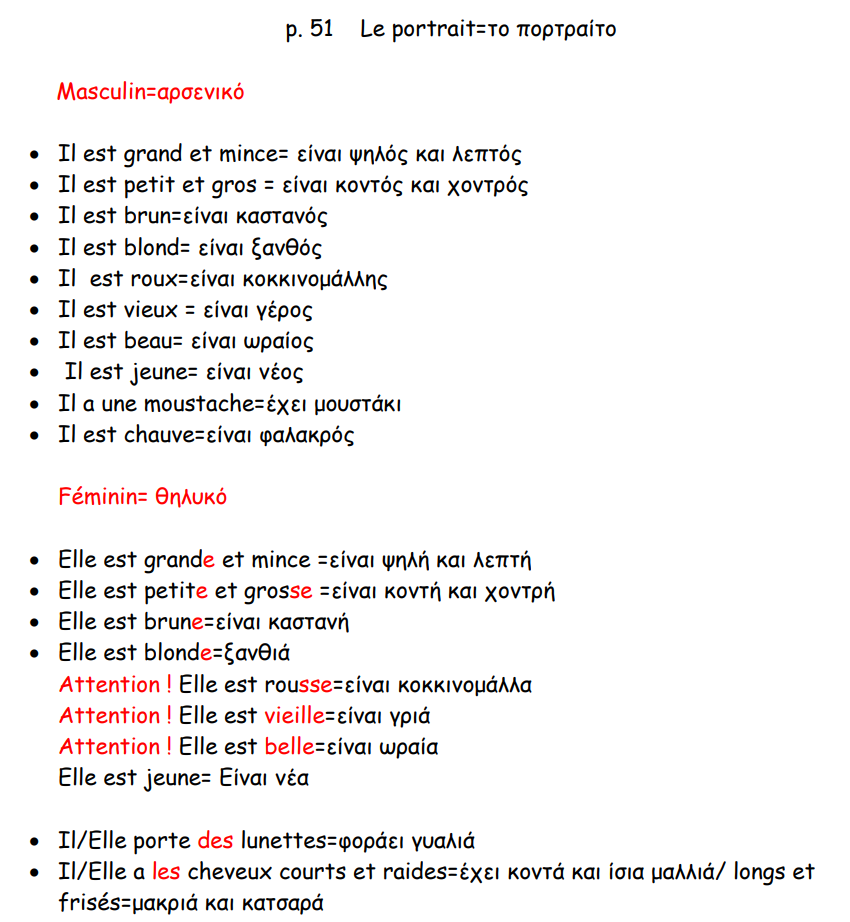 p. 51 Le portrait=το πορτραίτο
Masculin=αρσενικό
• Il est grand et mince= είναι ψηλός και λεπτός
• Il est petit et gros = είναι κοντός και χοντρός
• Il est brun=είναι καστανός
• Il est blond= είναι ξανθός
• Il est roux=είναι κοκκινομάλλης
• Il est vieux = είναι γέρος
• Il est beau= είναι ωραίος
• Il est jeune= είναι νέος
• Il a une moustache=έχει μουστάκι
• Il est chauve=είναι φαλακρός
Féminin= θηλυκό
• Elle est grande et mince =είναι ψηλή και λεπτή
• Elle est petite et grosse =είναι κοντή και χοντρή
• Elle est brune=είναι καστανή
• Elle est blonde=ξανθιά
Attention ! Elle est rousse=είναι κοκκινομάλλα
Attention ! Elle est vieille=είναι γριά
Attention ! Elle est belle=είναι ωραία
Elle est jeune= Είναι νέα
• Il/Elle porte des lunettes=φοράει γυαλιά
• Il/Elle a les cheveux courts et raides=έχει κοντά και ίσια μαλλιά/ longs et
frisés=μακριά και κατσαρά